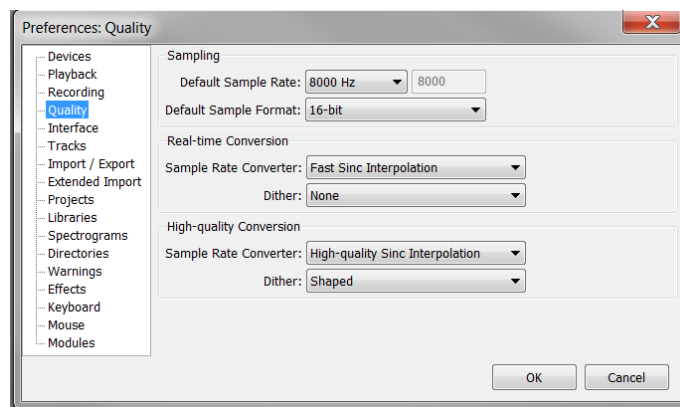 Preferences: Quality
Devices
Playback
Recording
Quality
Interface
Tracks
Import / Export
Extended Import
Projects
Libraries
Spectrograms
Directories
Warnings
Effects
Keyboard
Mouse
Modules
Sampling
Default Sample Rate: 8000 Hz 8000
Default Sample Format: 16-bit
Real-time Conversion
Sample Rate Converter: Fast Sinc Interpolation
Dither: None
High-quality Conversion
Sample Rate Converter: High-quality Sinc Interpolation
Dither: Shaped
OK Cancel